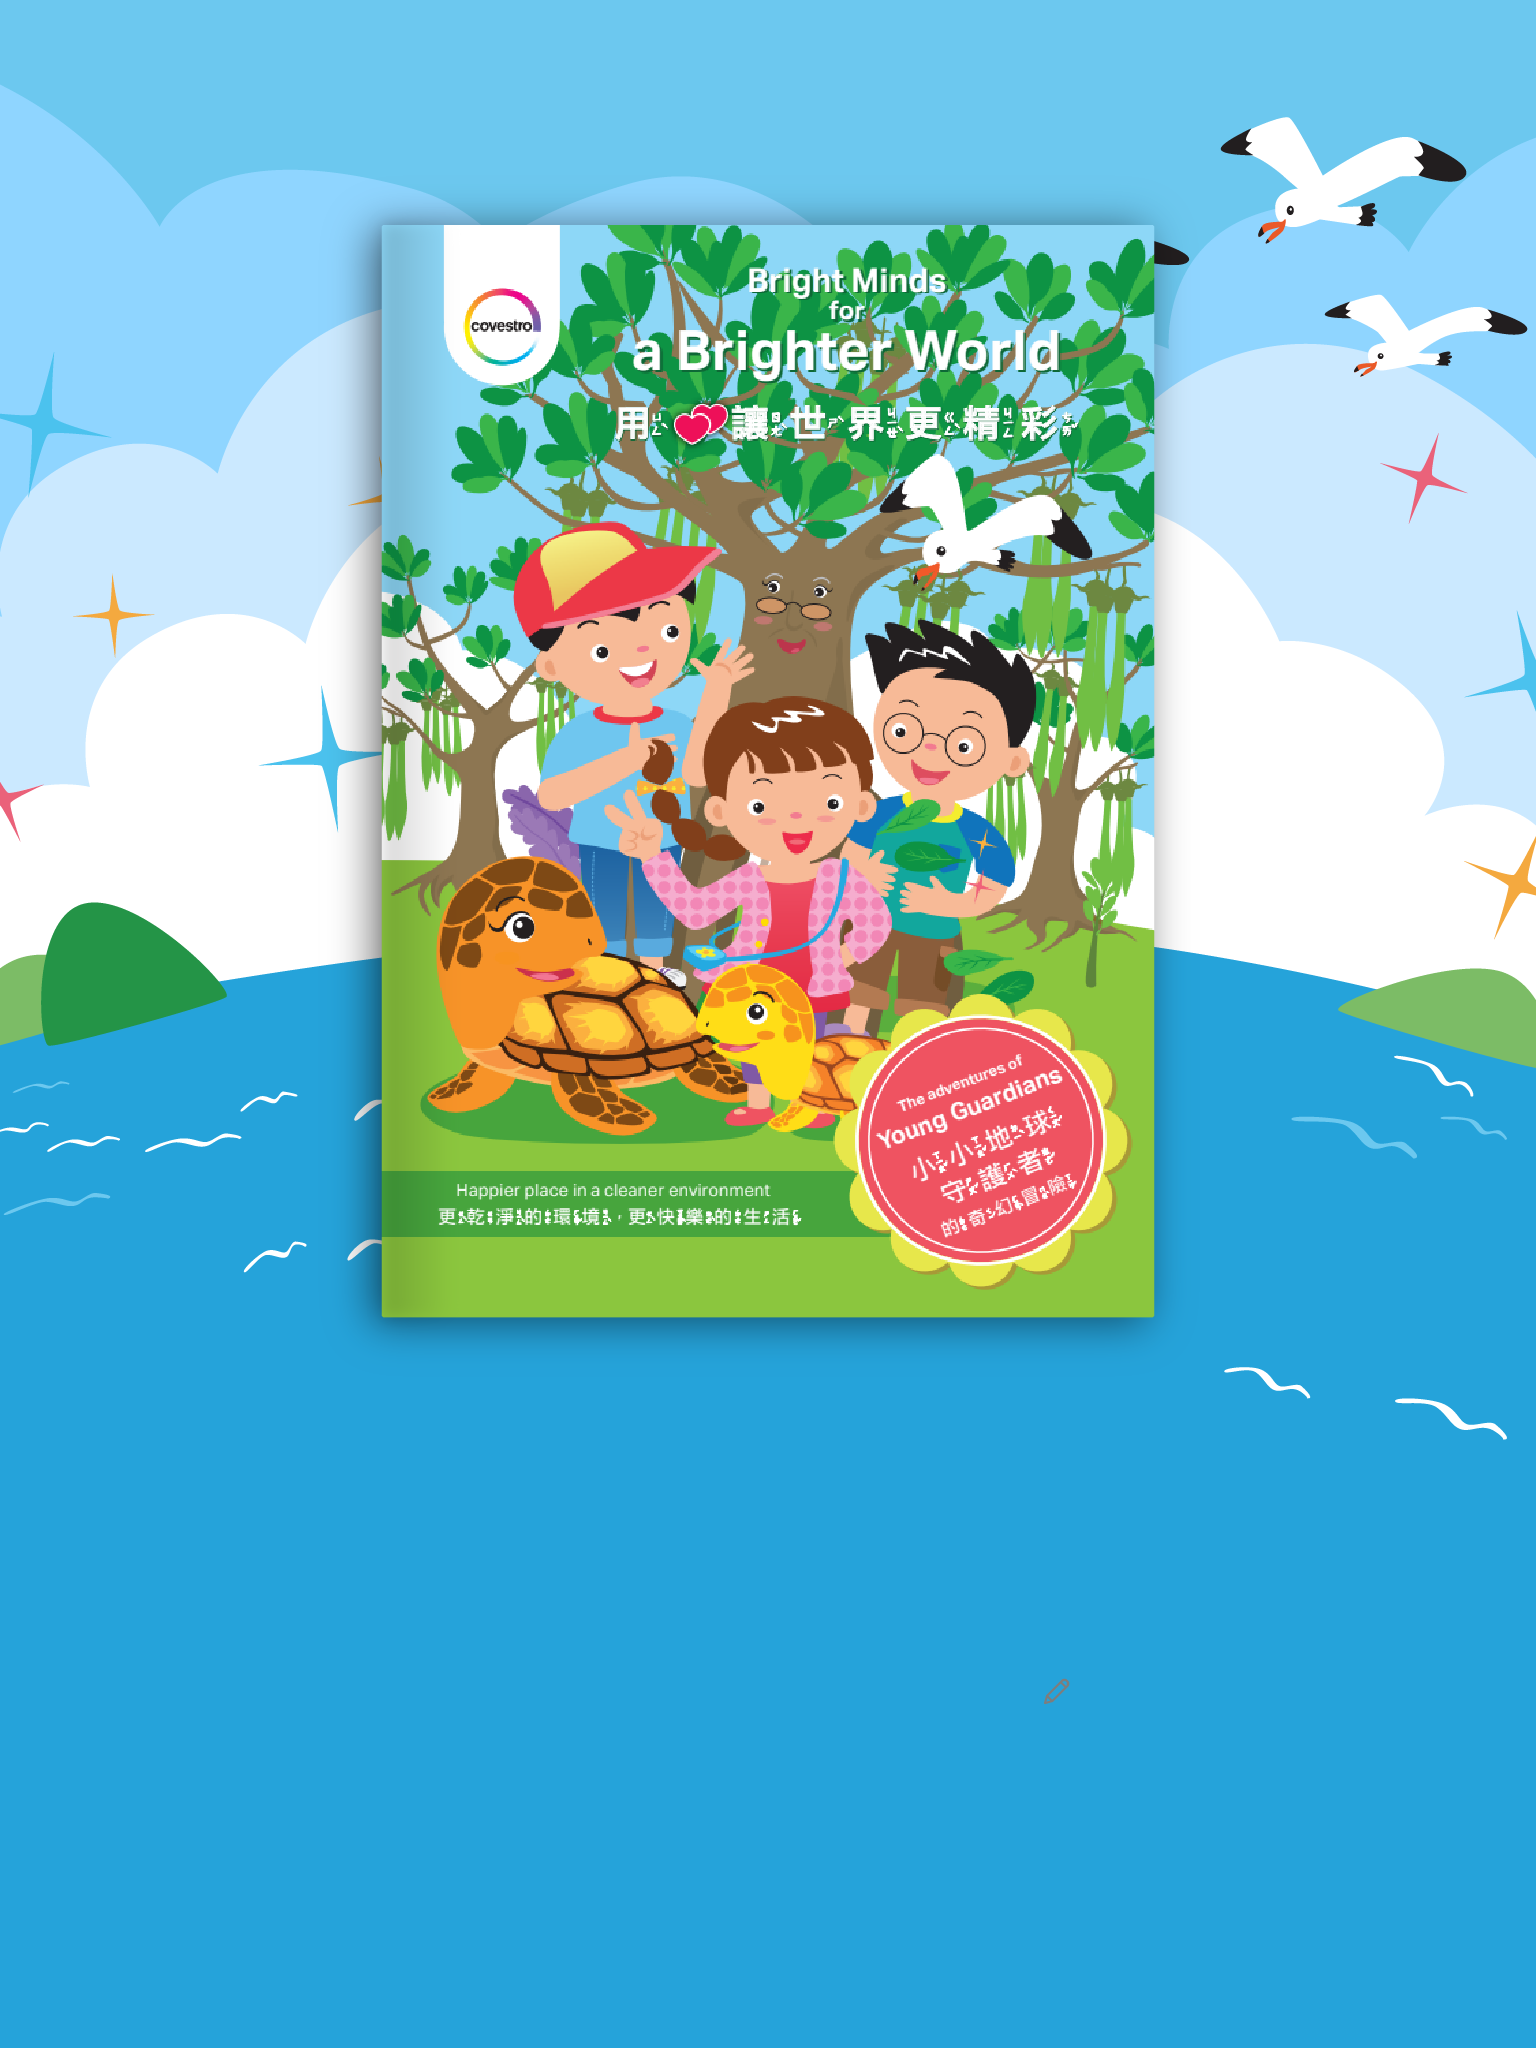 covestro
Bright Minds
for
a Brighter World
用讓世界更精彩
The adventures of
Young Guardians
小小地球
守護者
的奇幻冒險
Happier place in a cleaner environment
更乾淨的環境，更快樂的生活